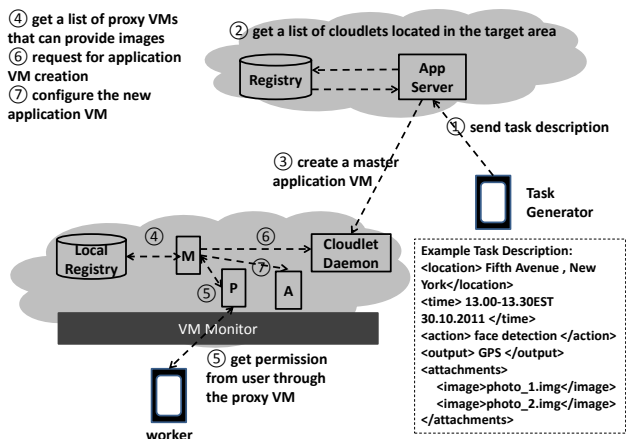 ④ get a list of proxy VMs
that can provide images
⑥ request for application
VM creation
⑦ configure the new
application VM
② get a list of cloudlets located in the target area
Registry
App
Server
① send task description
③ create a master
application VM
Task
Generator
④
⑥
Local
Registry
M
Cloudlet
Daemon
⑦
⑤
P
A
VM Monitor
⑤ get permission
from user through
the proxy VM
worker
Example Task Description:
<location> Fifth Avenue , New
York</location>
<time> 13.00-13.30EST
30.10.2011 </time>
<action> face detection </action>
<output> GPS </output>
<attachments>
<image>photo_1.img</image>
<image>photo_2.img</image>
</attachments>